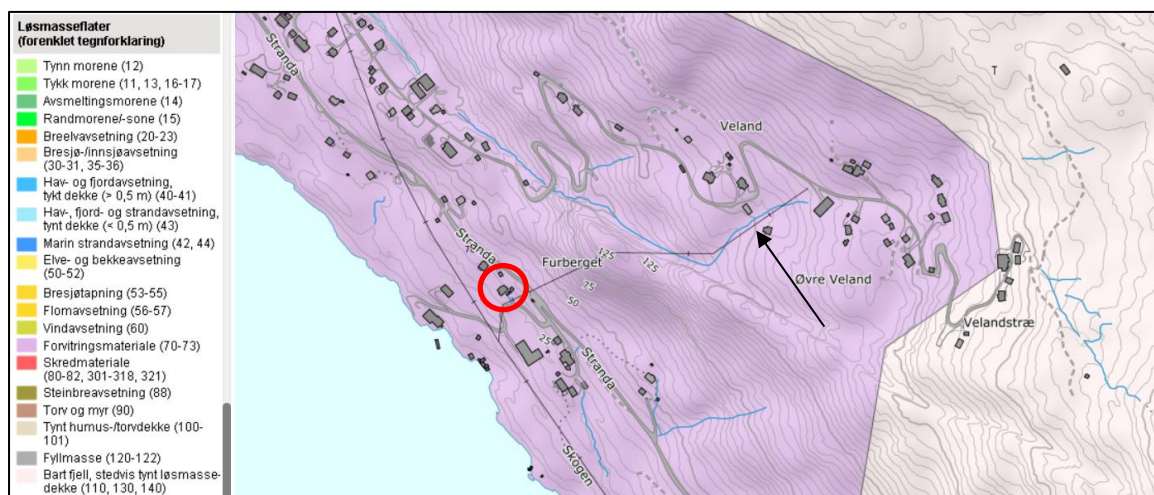 Løsmasseflater
(forenklet tegnforklaring)
Tynn morene (12)
Tykk morene (11, 13, 16-17)
Avsmeltingsmorene (14)
Randmorene/-sone (15)
Breelvavsetning (20-23)
Bresjø-/innsjøavsetning
(30-31, 35-36)
Hav- og fjordavsetning,
tykt dekke (> 0,5 m) (40-41)
Hav-, fjord- og strandavsetning,
tynt dekke (< 0,5 m) (43)
Marin strandavsetning (42, 44)
Elve- og bekkeavsetning
(50-52)
Bresjøtapning (53-55)
Flomavsetning (56-57)
Vindavsetning (60)
Forvitringsmateriale (70-73)
Skredmateriale
(80-82, 301-318, 321)
Steinbreavsetning (88)
Torv og myr (90)
Tynt humus-/torvdekke (100-
101)
Fyllmasse (120-122)
Bart fjell, stedvis tynt løsmasse-
dekke (110, 130, 140)
Stranda
T
Stranda
Veland
Stranda
Furberget
125
125
Øvre Veland
75
50
25
Velandstræ
Stranda
Skogen